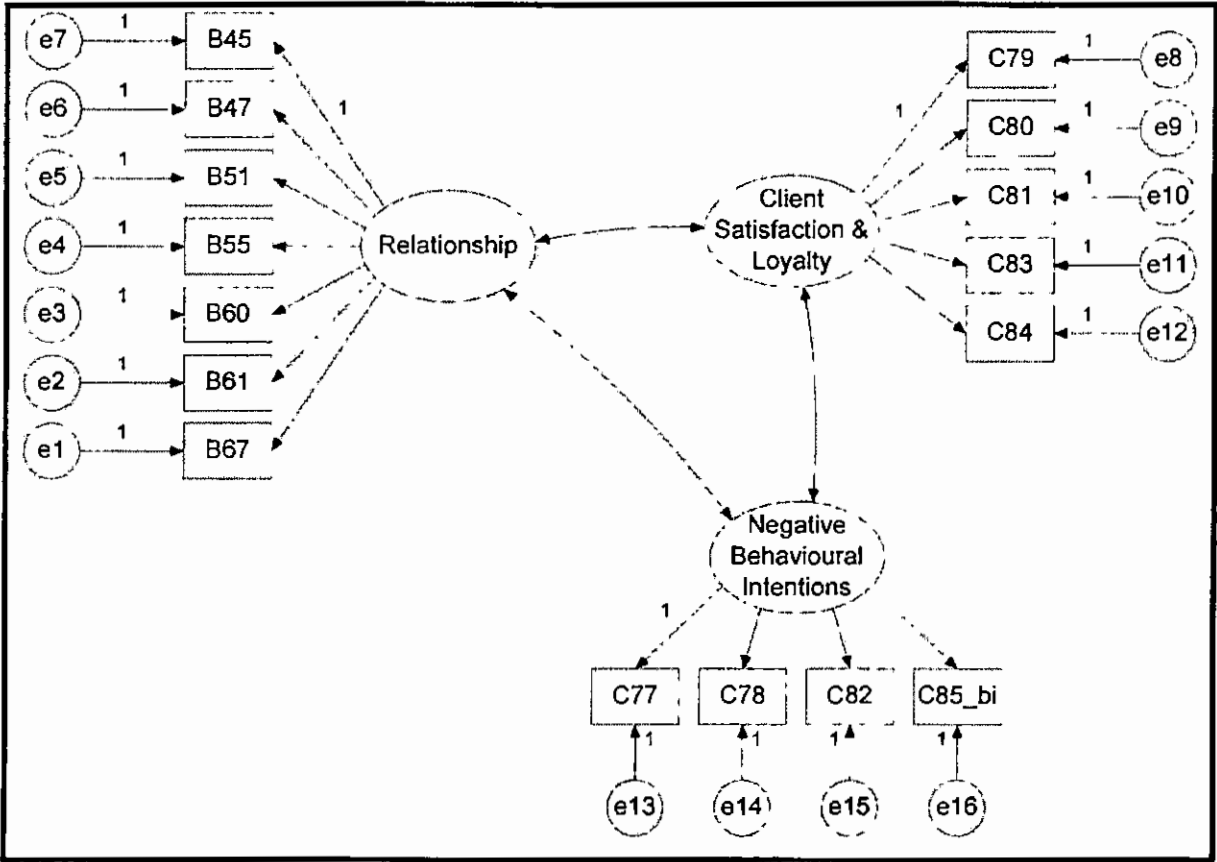 e7 1 B45
e6 1 B47
e5 1 B51
e4 1 B55
e3 1 B60
e2 1 B61
e1 1 B67
1
Relationship
Client
Satisfaction &
Loyalty
1
C79 1 e8
C80 1 e9
C81 1 e10
C83 1 e11
C84 1 e12
Negative
Behavioural
Intentions
1
C77 C78 C82 C85_bi
1 1 1 1
e13 e14 e15 e16